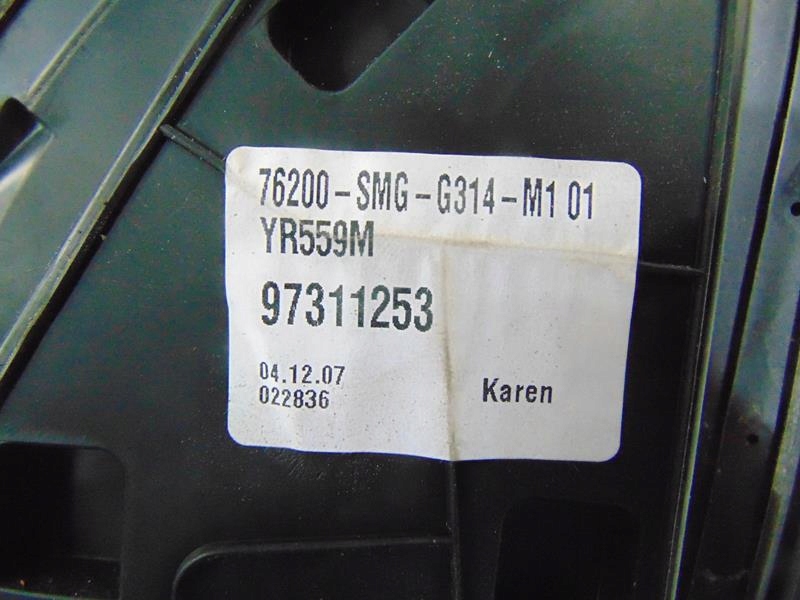 76200-SMG-G314-M1 01
YR559M
97311253
04.12.07
022836
Karen